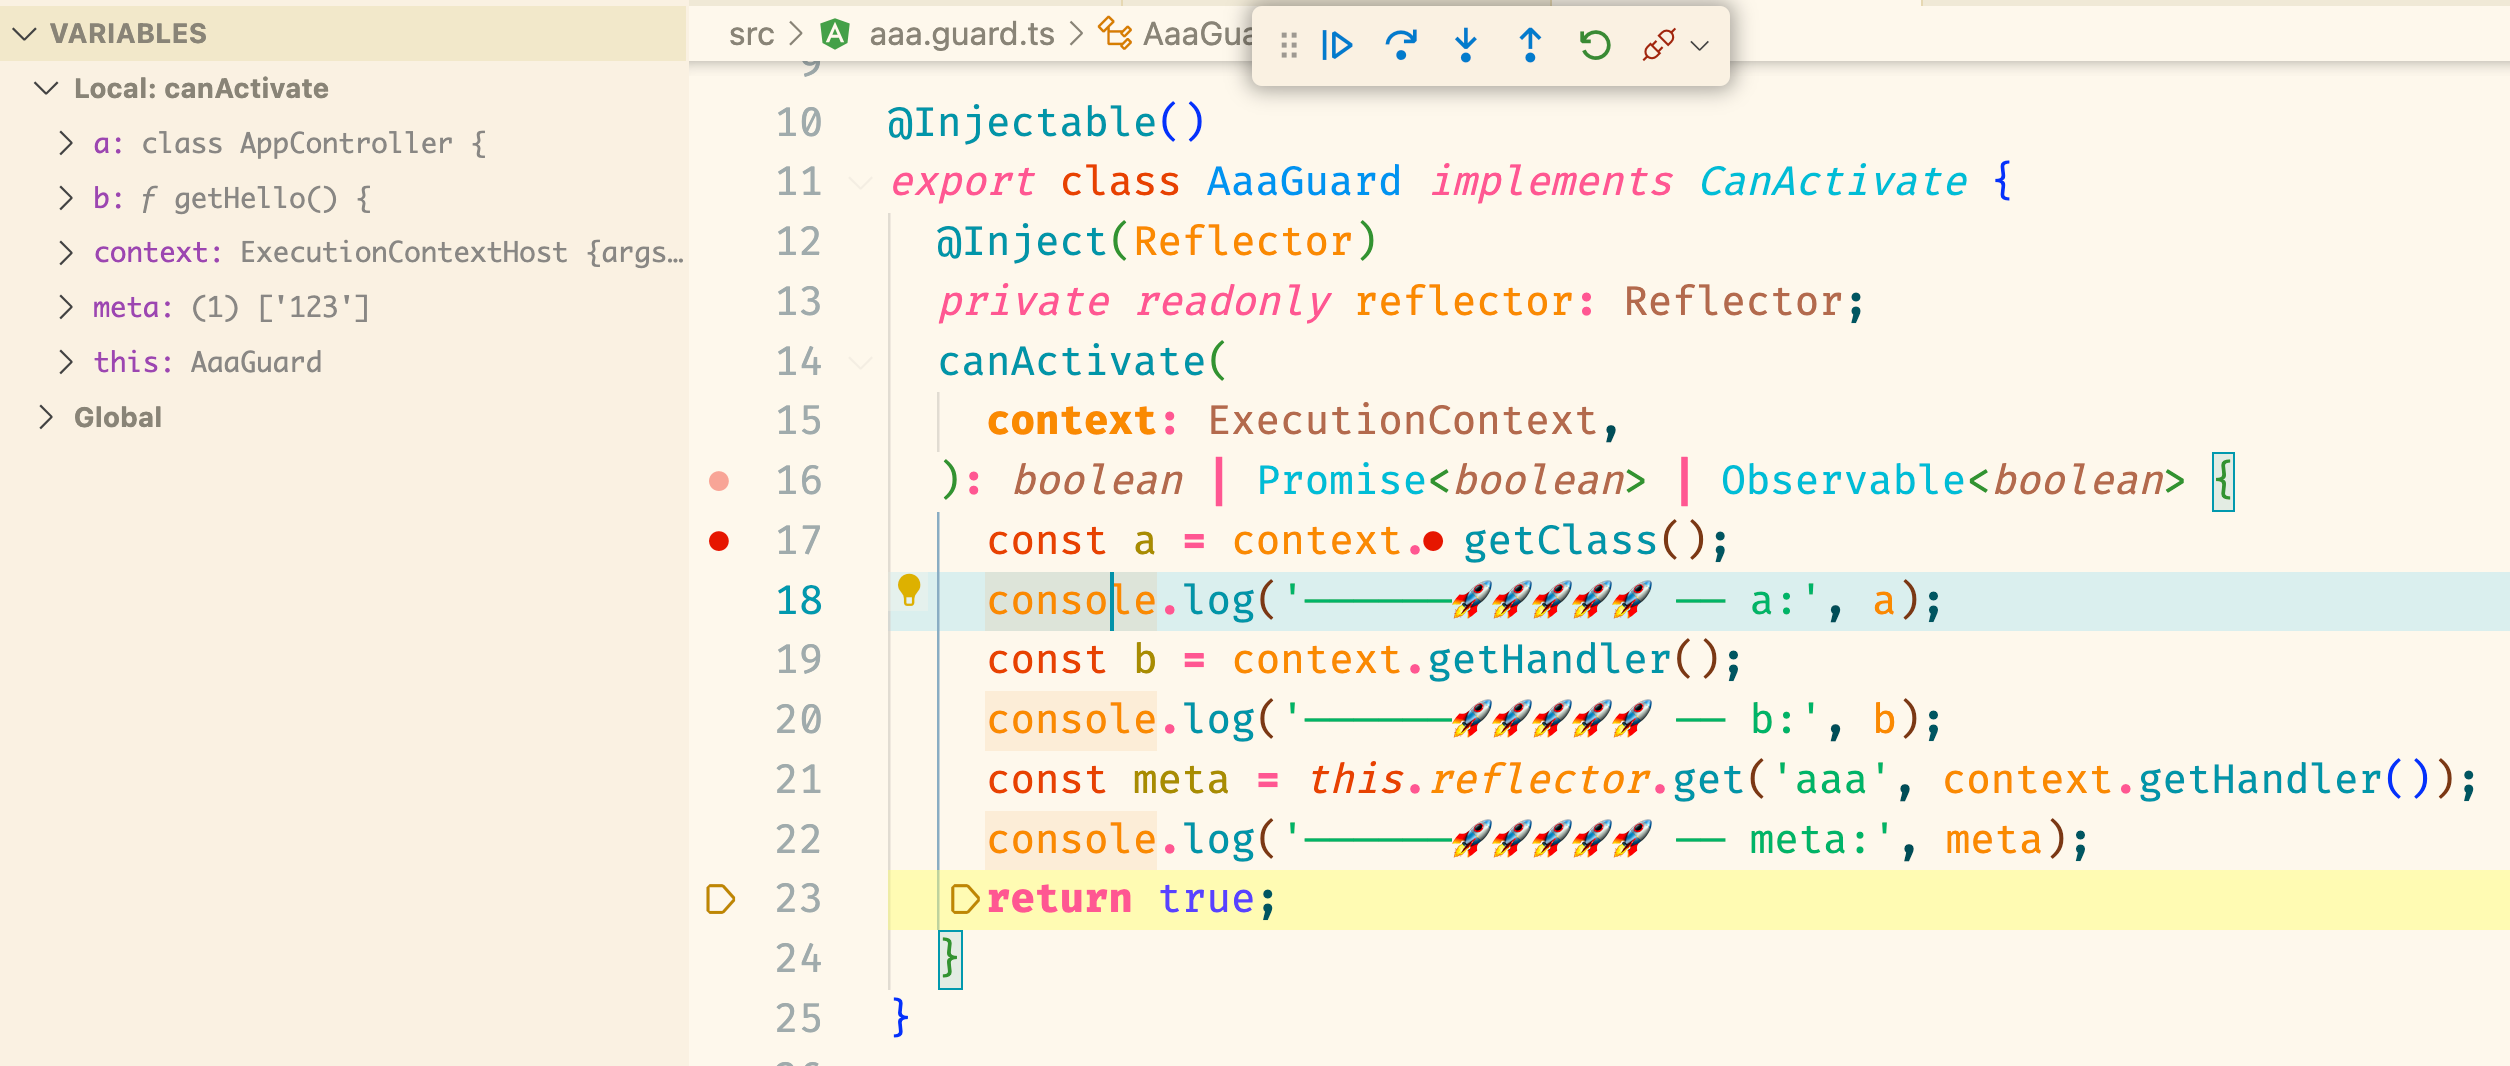 VARIABLES
Local: canActivate
a: class AppController {
b: ƒ getHello() {
context: ExecutionContextHost {args…
meta: (1) ['123']
this: AaaGuard
Global
src > aaa.guard.ts > AaaGua
9
10 @Injectable()
11 export class AaaGuard implements CanActivate {
12 @Inject(Reflector)
13 private readonly reflector: Reflector;
14 canActivate(
15 context: ExecutionContext,
16 ): boolean | Promise<boolean> | Observable<boolean> {
17 const a = context. getClass();
18 console.log('——————🚀🚀🚀🚀🚀 —— a:', a);
19 const b = context.getHandler();
20 console.log('——————🚀🚀🚀🚀🚀 —— b:', b);
21 const meta = this.reflector.get('aaa', context.getHandler());
22 console.log('——————🚀🚀🚀🚀🚀 —— meta:', meta);
23 return true;
24 }
25 }